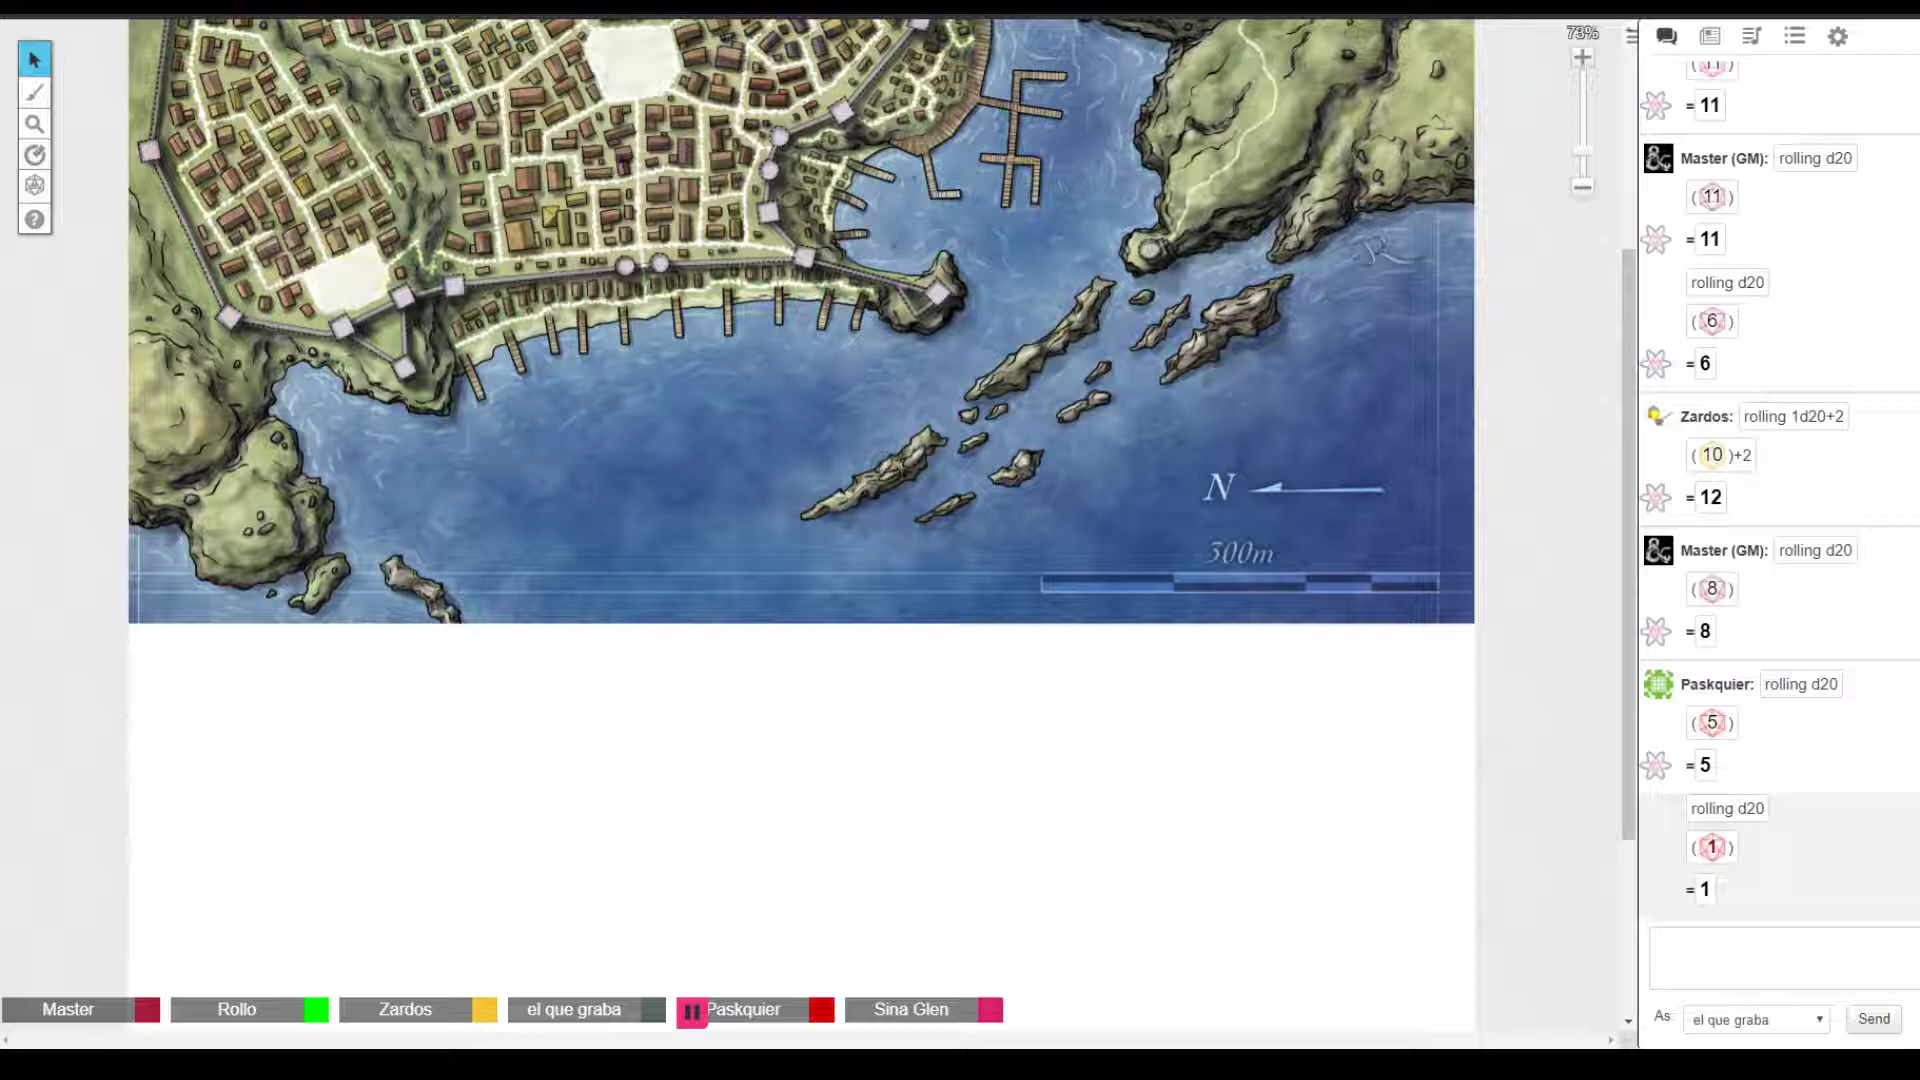 73%
11
= 11
Master (GM): rolling d20
( 11 )
= 11
rolling d20
( 6 )
= 6
Zardos: rolling 1d20+2
( 10 )+2
= 12
Master (GM): rolling d20
( 8 )
= 8
Paskquier: rolling d20
( 5 )
= 5
rolling d20
( 1 )
= 1
N
300m
JR
Master
Rollo
Zardos
el que graba
Paskquier
Sina Glen
As
el que graba
Send